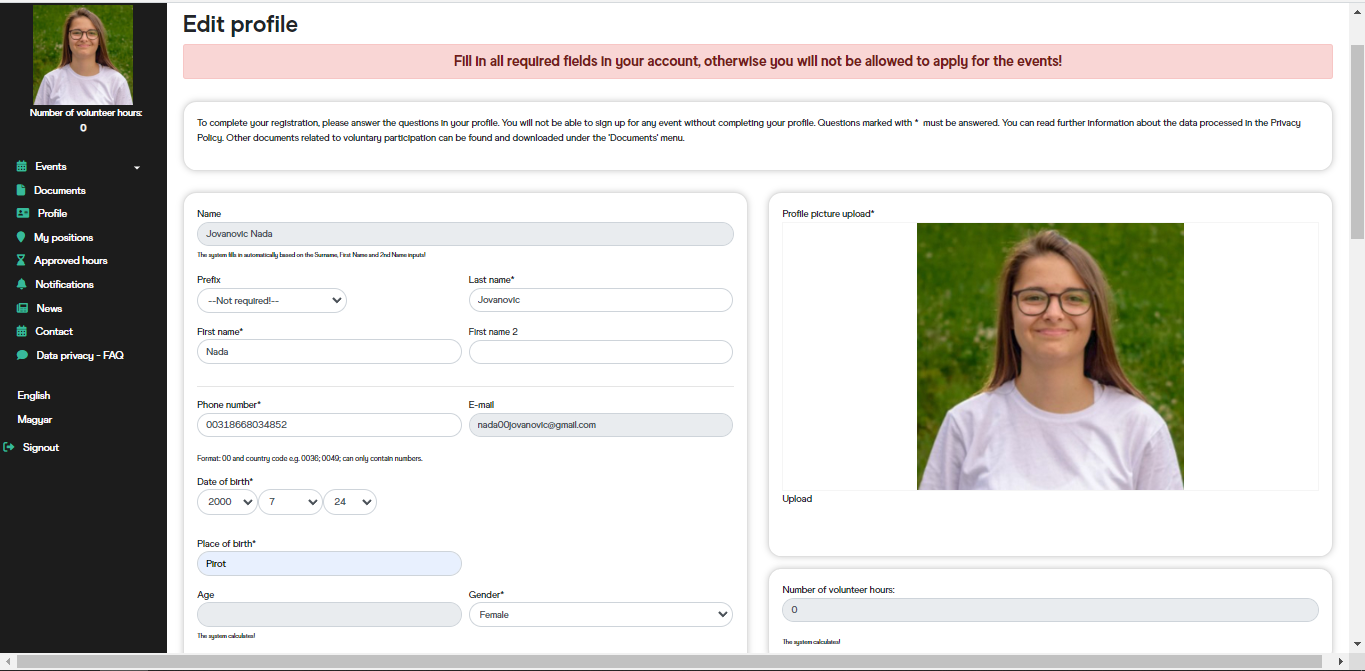 Number of volunteer hours:
0
Events
Documents
Profile
My positions
Approved hours
Notifications
News
Contact
Data privacy - FAQ
English
Magyar
Signout
Edit profile
Fill in all required fields in your account, otherwise you will not be allowed to apply for the events!
To complete your registration, please answer the questions in your profile. You will not be able to sign up for any event without completing your profile. Questions marked with * must be answered. You can read further information about the data processed in the Privacy
Policy. Other documents related to voluntary participation can be found and downloaded under the 'Documents' menu.
Name
Jovanovic Nada
The system fills in automatically based on the Surname, First Name and 2nd Name inputs!
Prefix
Last name*
--Not required!--
Jovanovic
First name*
First name 2
Nada
Phone number*
E-mail
00318668034852
nada00jovanovic@gmail.com
Format: 00 and country code e.g. 0036; 0049; can only contain numbers.
Date of birth*
2000 7 24
Place of birth*
Pirot
Age
Gender*
Female
The system calculates!
Profile picture upload*
Upload
Number of volunteer hours:
0
The system calculates!